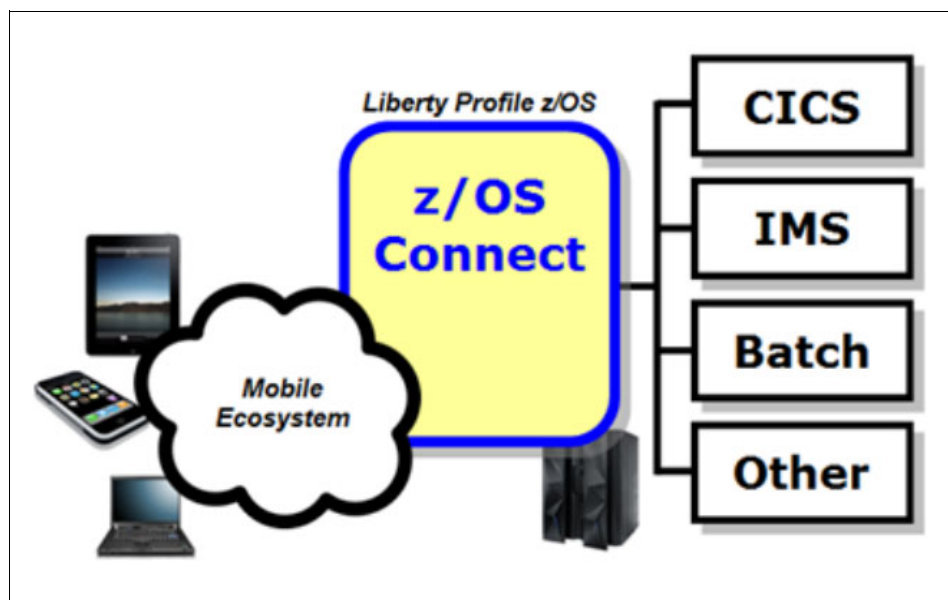 Liberty Profile z/OS
z/OS
Connect
Mobile
Ecosystem
CICS
IMS
Batch
Other